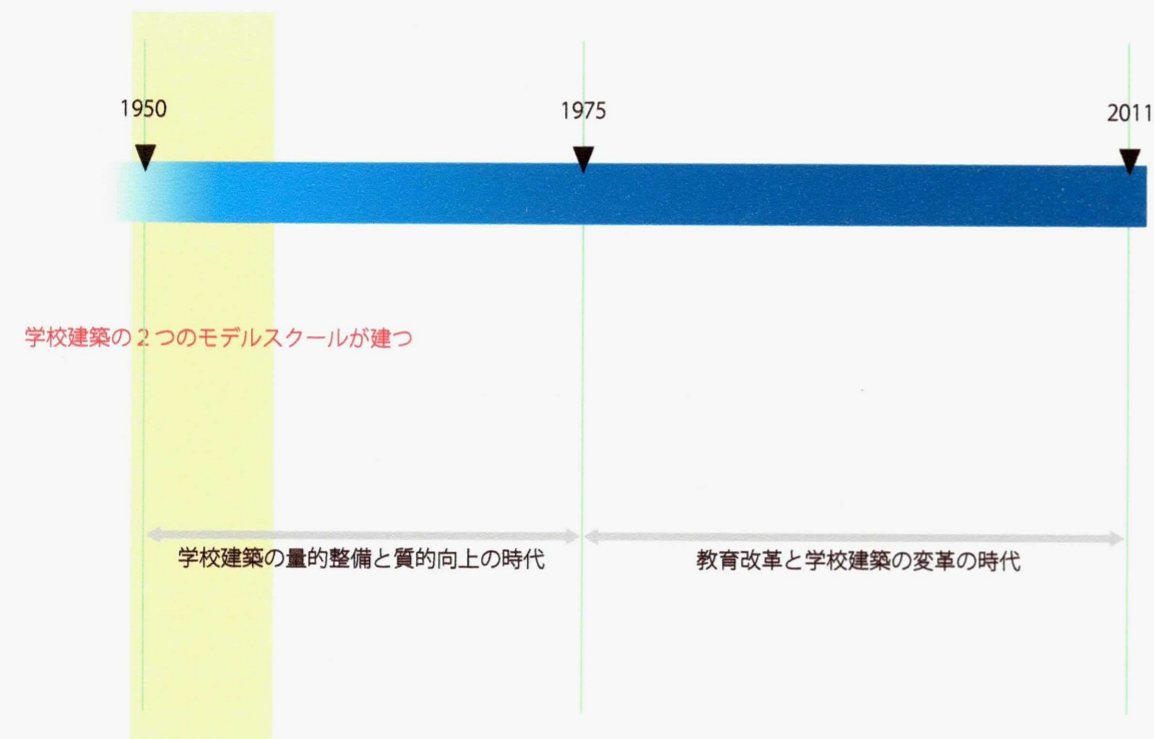 1950
1975
2011
学校建築の2つのモデルスクールが建つ
学校建築の量的整備と質的向上の時代
教育改革と学校建築の変革の時代